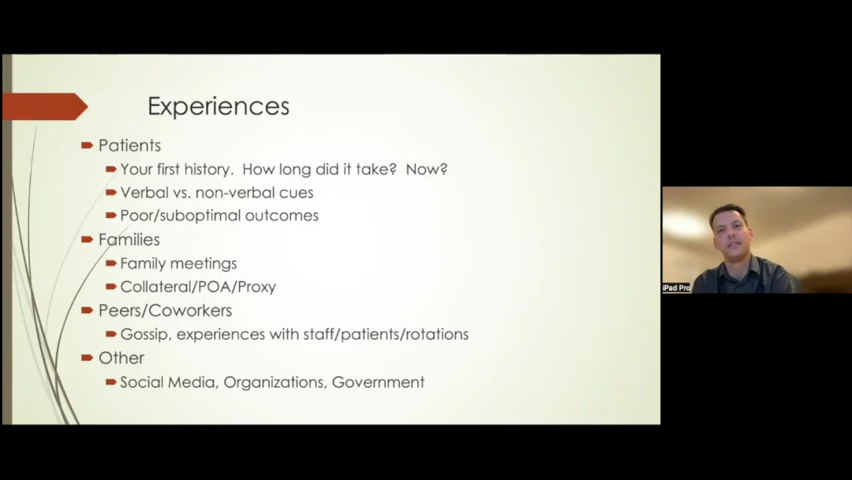 Experiences
Patients
Your first history. How long did it take? Now?
Verbal vs. non-verbal cues
Poor/suboptimal outcomes
Families
Family meetings
Collateral/POA/Proxy
Peers/Coworkers
Gossip, experiences with staff/patients/rotations
Other
Social Media, Organizations, Government
iPad Pro